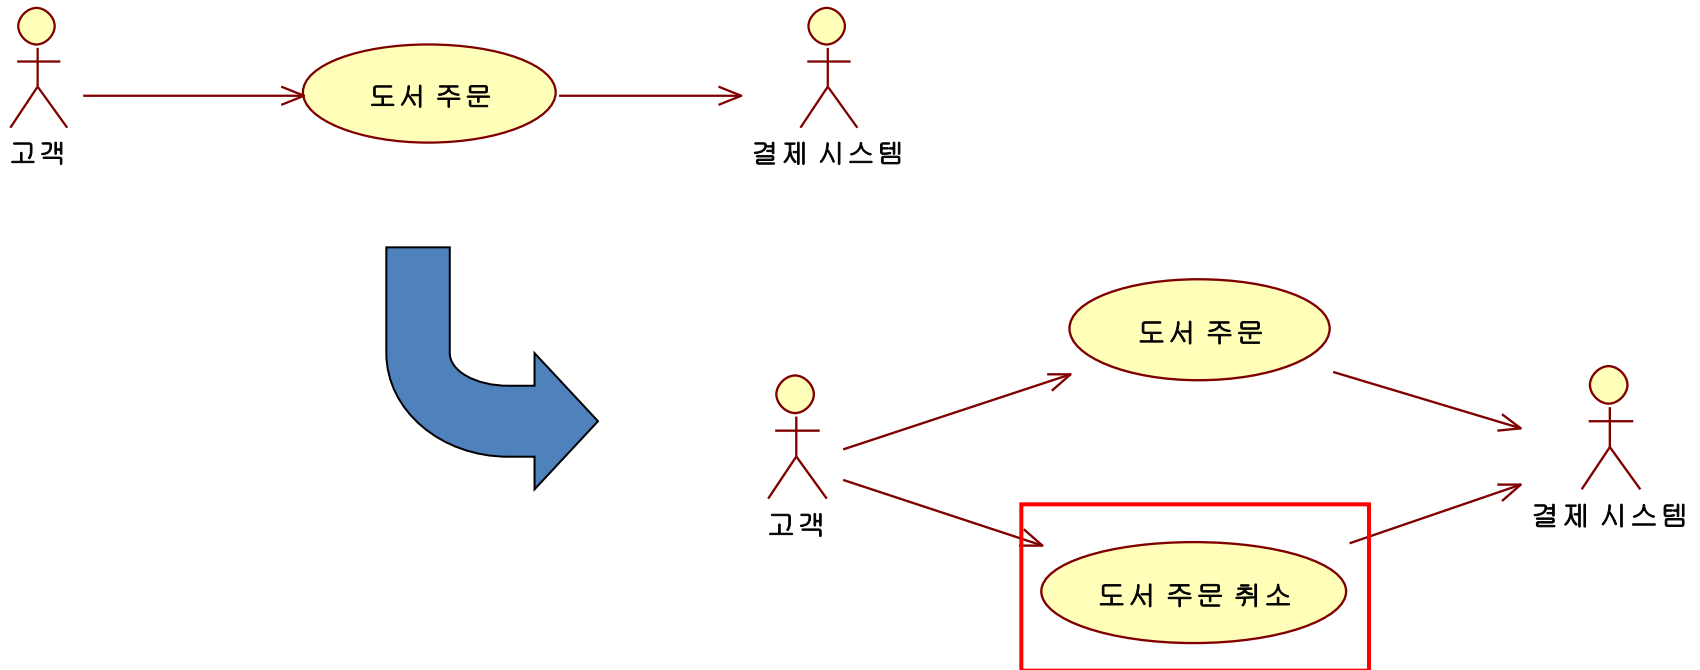 도서 주문
고객
결제 시스템
도서 주문
고객
결제 시스템
도서 주문 취소